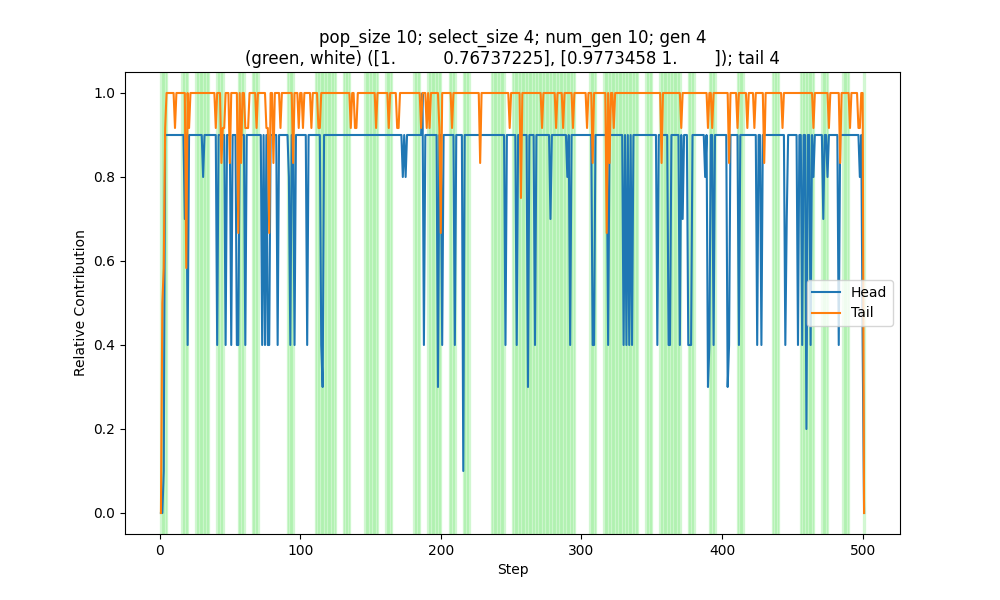 pop_size 10; select_size 4; num_gen 10; gen 4
(green, white) ([1.          0.76737225], [0.9773458 1.        ]); tail 4
1.0
0.8
0.6
0.4
0.2
0.0
Relative Contribution
Head
Tail
0
100
200
300
400
500
Step